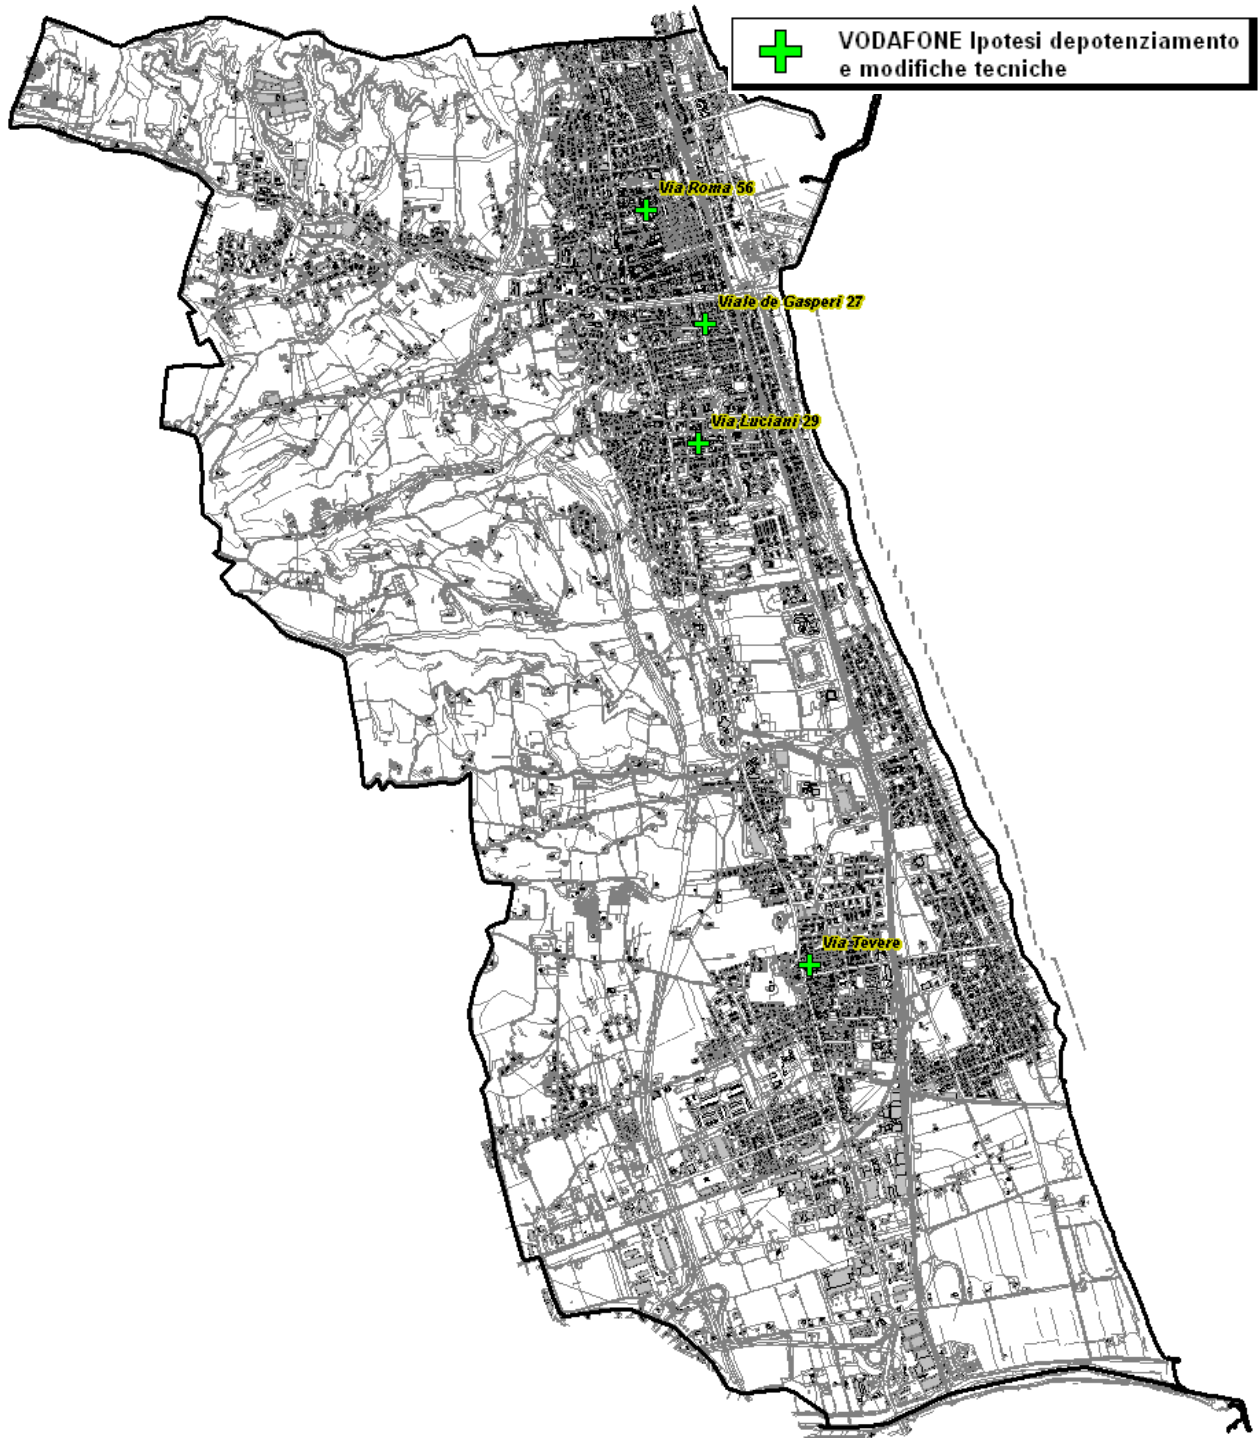 VODAFONE Ipotesi depotenziamento
e modifiche tecniche
Via Roma 56
Viale de Gasperi 27
Via Luciani 29
Via Tevere